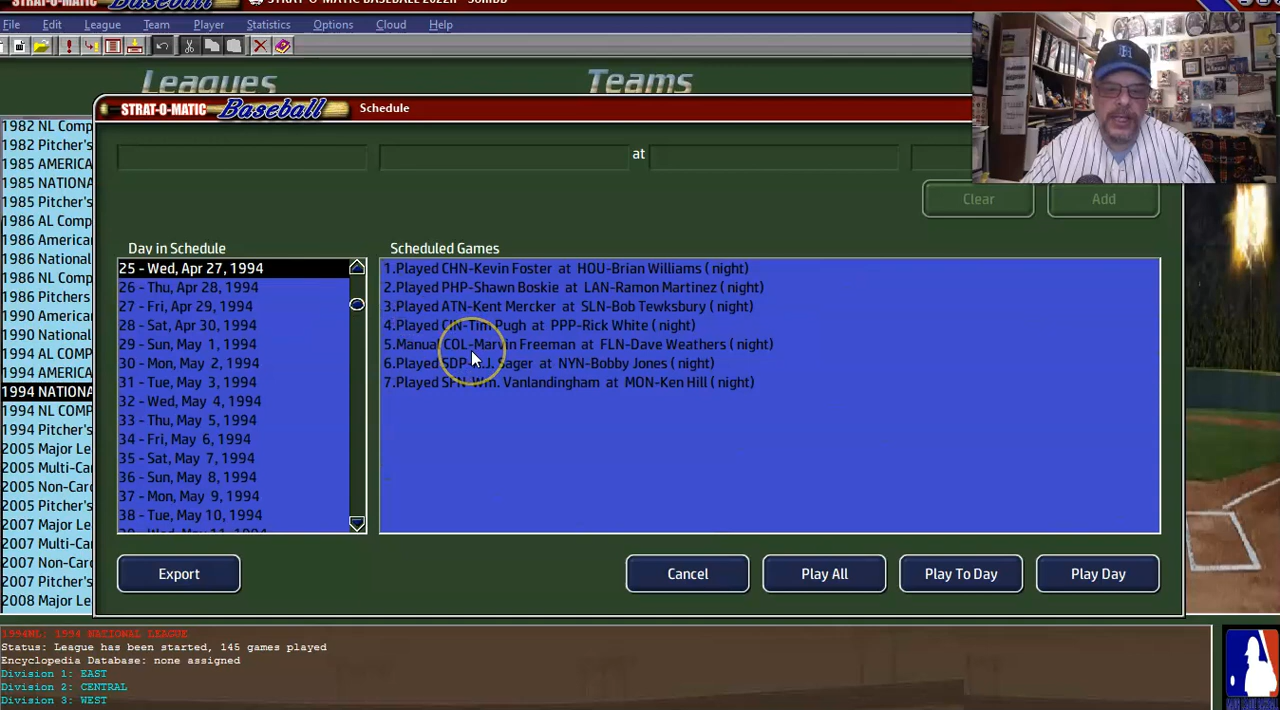 STRAT-O-MATIC Baseball
File Edit League Team Player Statistics Options Cloud Help
Leagues Teams
STRAT-O-MATIC Baseball Schedule
at
Clear Add
Day in Schedule
Scheduled Games
25 - Wed, Apr 27, 1994
26 - Thu, Apr 28, 1994
27 - Fri, Apr 29, 1994
28 - Sat, Apr 30, 1994
29 - Sun, May 1, 1994
30 - Mon, May 2, 1994
31 - Tue, May 3, 1994
32 - Wed, May 4, 1994
33 - Thu, May 5, 1994
34 - Fri, May 6, 1994
35 - Sat, May 7, 1994
36 - Sun, May 8, 1994
37 - Mon, May 9, 1994
38 - Tue, May 10, 1994
1.Played CHN-Kevin Foster at HOU-Brian Williams ( night)
2.Played PHP-Shawn Boskie at LAN-Ramon Martinez ( night)
3.Played ATN-Kent Mercker at SLN-Bob Tewksbury ( night)
4.Played CIN-Tim Pugh at PPP-Rick White ( night)
5.Manual COL-Marvin Freeman at FLN-Dave Weathers ( night)
6.Played SDP-A.J. Sager at NYN-Bobby Jones ( night)
7.Played SFN-Wm. Vanlandingham at MON-Ken Hill ( night)
Export Cancel Play All Play To Day Play Day
1982 NL Comp
1982 Pitcher's
1985 AMERICA
1985 NATIONA
1985 Pitcher's
1986 AL Comp
1986 American
1986 National
1986 NL Comp
1986 Pitchers
1990 American
1990 National
1994 AL COMP
1994 AMERICA
1994 NATIONA
1994 NL COMP
1994 Pitcher's
2005 Major Le
2005 Multi-Ca
2005 Non-Car
2005 Pitcher's
2007 Major Le
2007 Multi-Ca
2007 Non-Car
2007 Pitcher's
2008 Major Le
1994NL: 1994 NATIONAL LEAGUE
Status: League has been started, 145 games played
Encyclopedia Database: none assigned
Division 1: EAST
Division 2: CENTRAL
Division 3: WEST